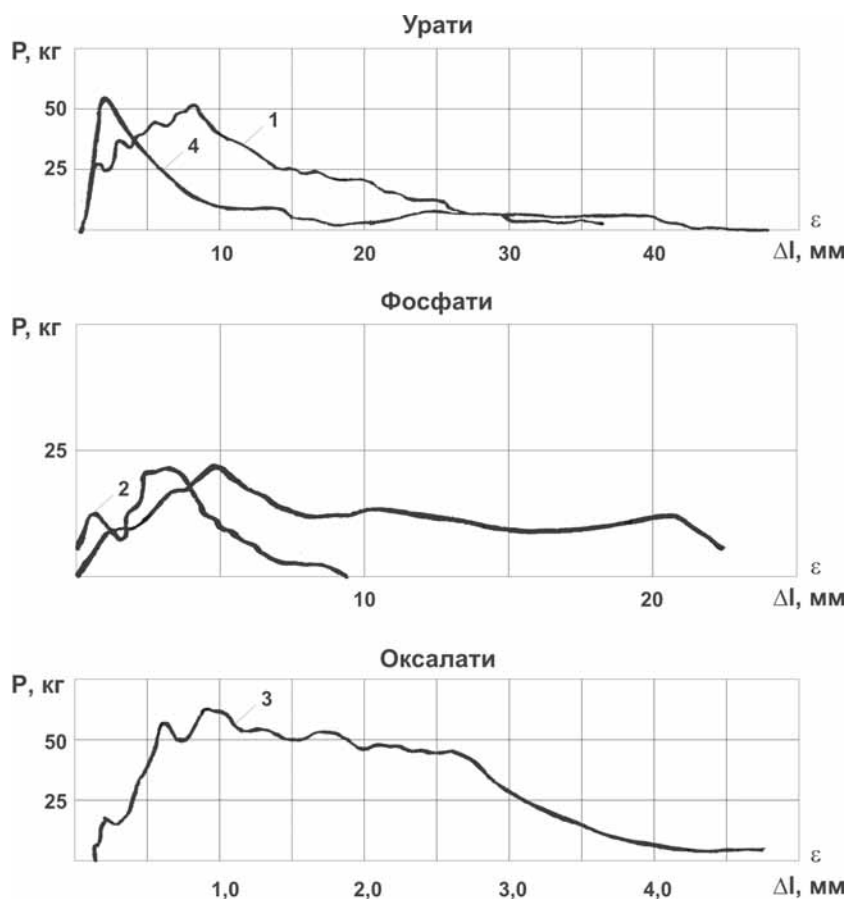 Урати
P, кг
50
25
1
4
10 20 30 40
ε
Δl, мм
Фосфати
P, кг
25
2
10 20
ε
Δl, мм
Оксалати
P, кг
50
25
3
1,0 2,0 3,0 4,0
ε
Δl, мм